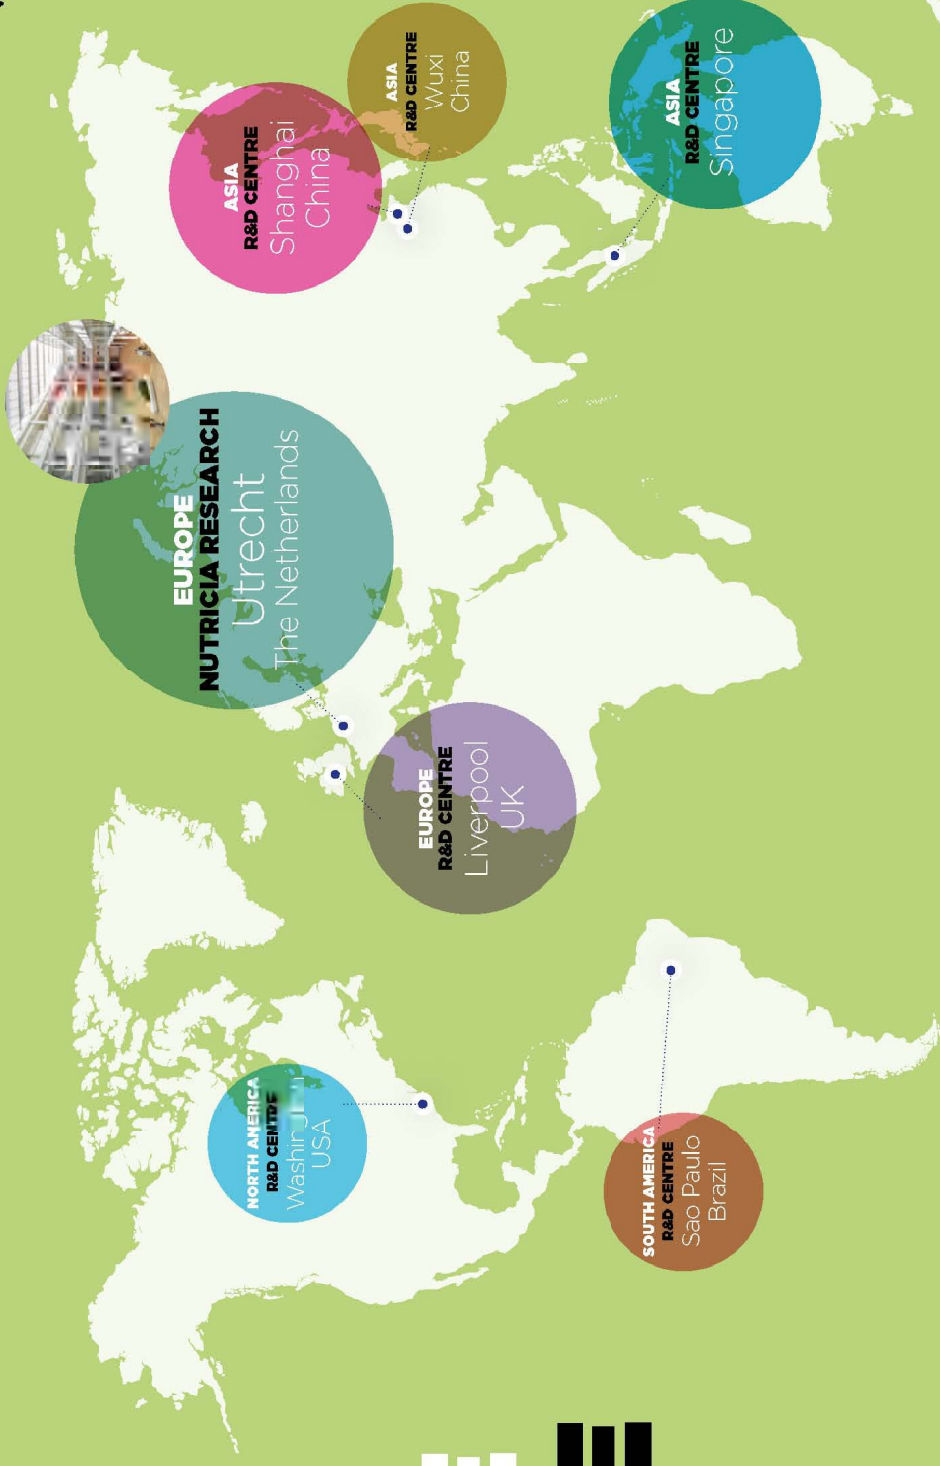 NORTH AMERICA
R&D CENTRE
USA
SOUTH AMERICA
R&D CENTRE
Sao Paulo
Brazil
EUROPE
R&D CENTRE
Liverpool
UK
EUROPE
NUTRICIA RESEARCH
Utrecht
The Netherlands
ASIA
R&D CENTRE
Shanghai
China
ASIA
R&D CENTRE
Wuxi
China
ASIA
R&D CENTRE
Singapore